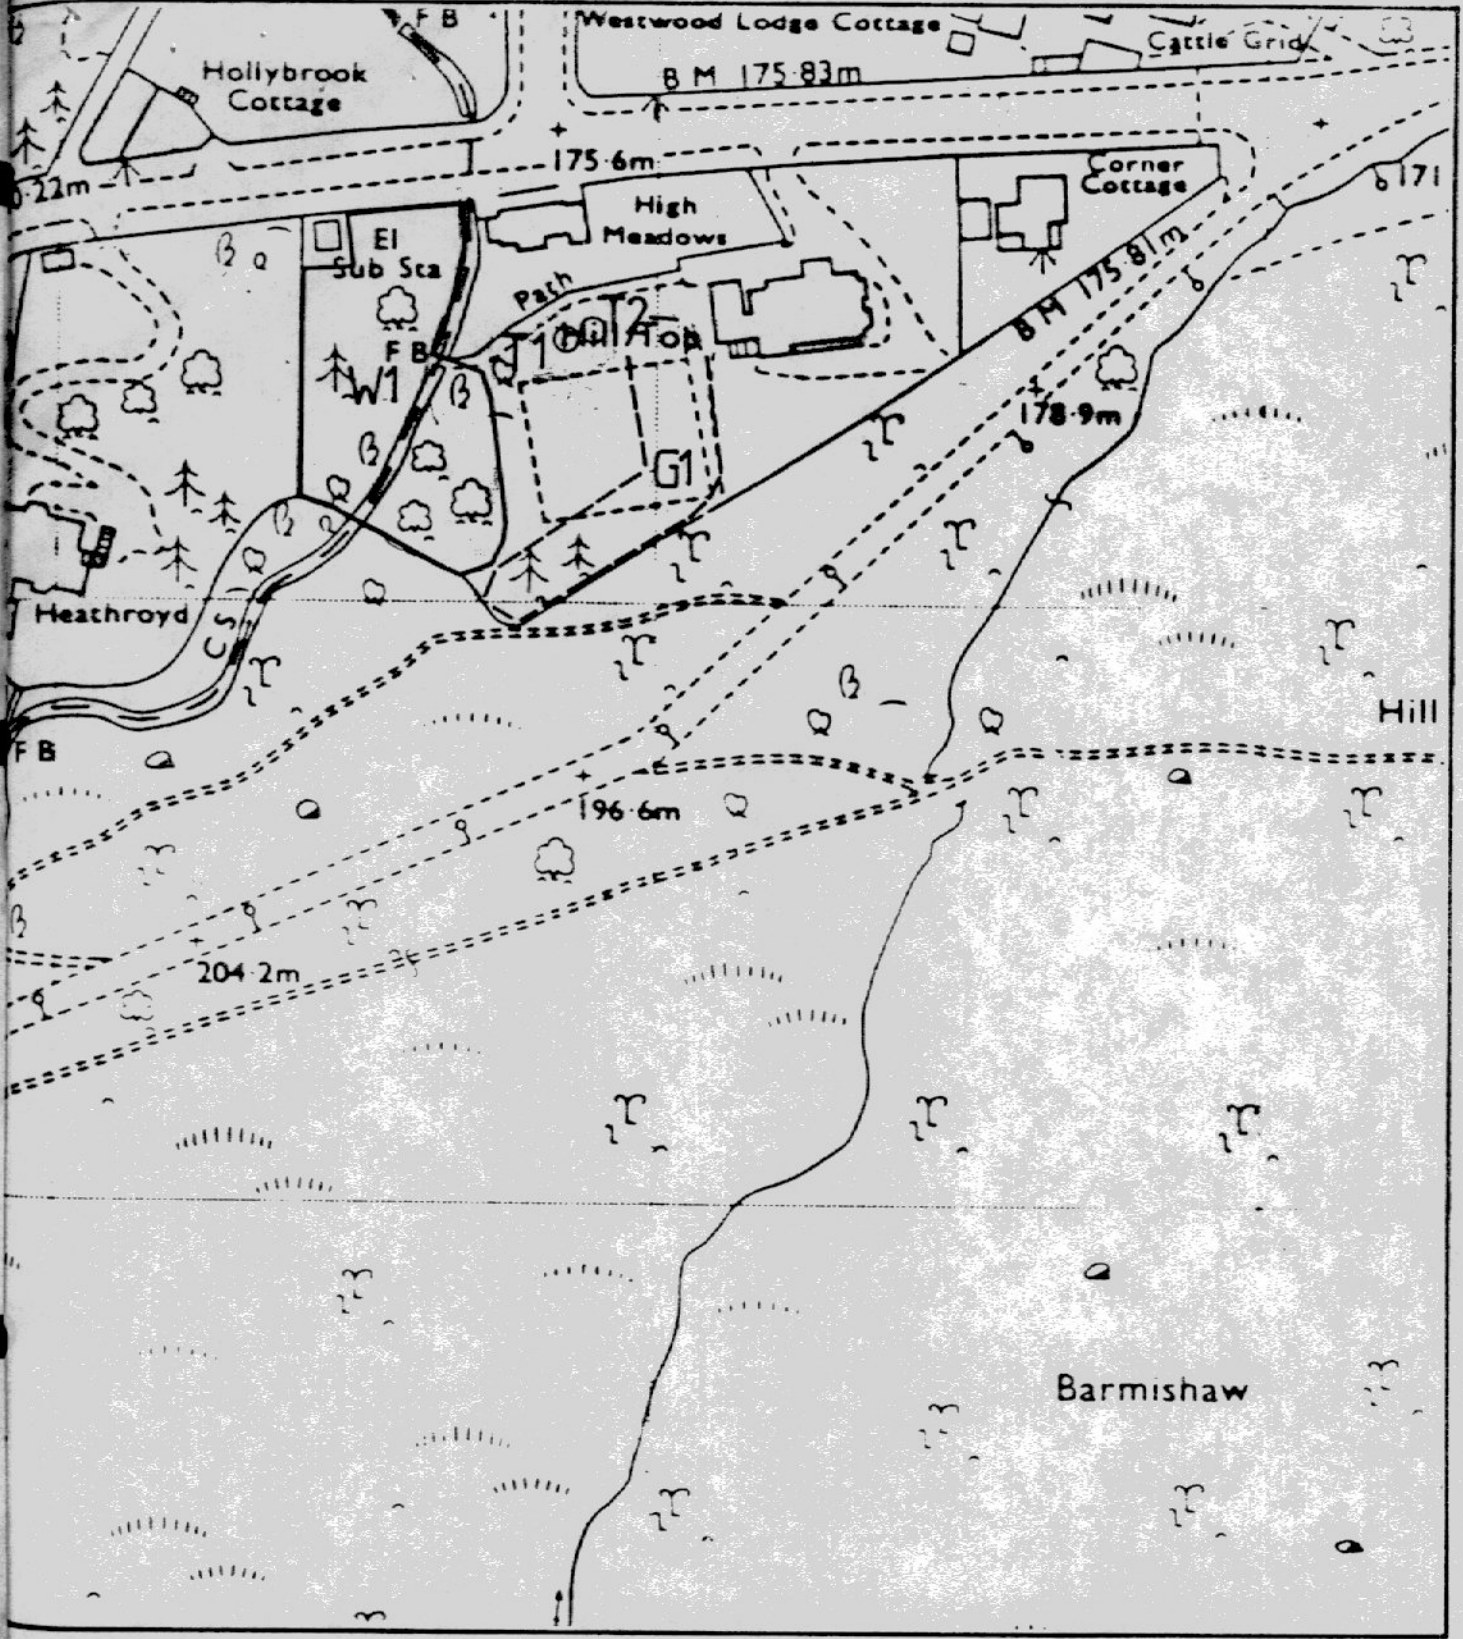 F B
Westwood Lodge Cottage
Cattle Grid
Hollybrook
Cottage
B M 175·83m
175·6m
·22m
Corner
Cottage
171
High
Meadows
El
Sub Sta
Path
B M 175·81m
T1
T2
Hill Top
F B
W1
178·9m
G1
Heathroyd
C S
Hill
F B
196·6m
204·2m
Barmishaw